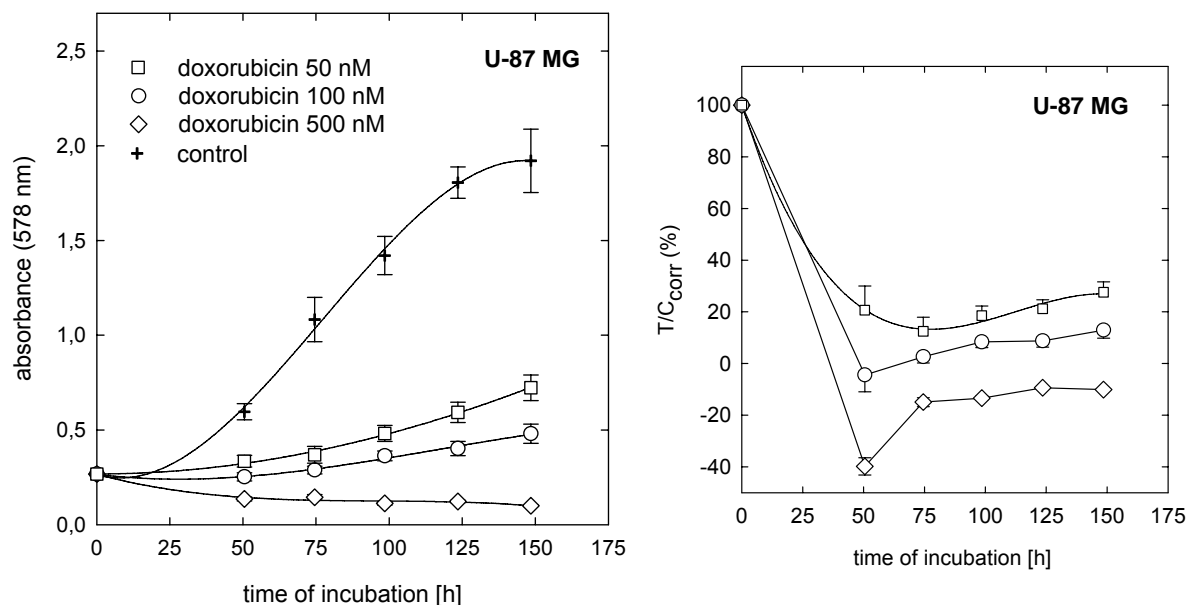 U-87 MG
doxorubicin 50 nM
doxorubicin 100 nM
doxorubicin 500 nM
control
2,5
2,0
1,5
1,0
0,5
0,0
absorbance (578 nm)
0 25 50 75 100 125 150 175
time of incubation [h]
U-87 MG
100
80
60
40
20
0
-20
-40
T/Ccorr (%)
0 25 50 75 100 125 150 175
time of incubation [h]